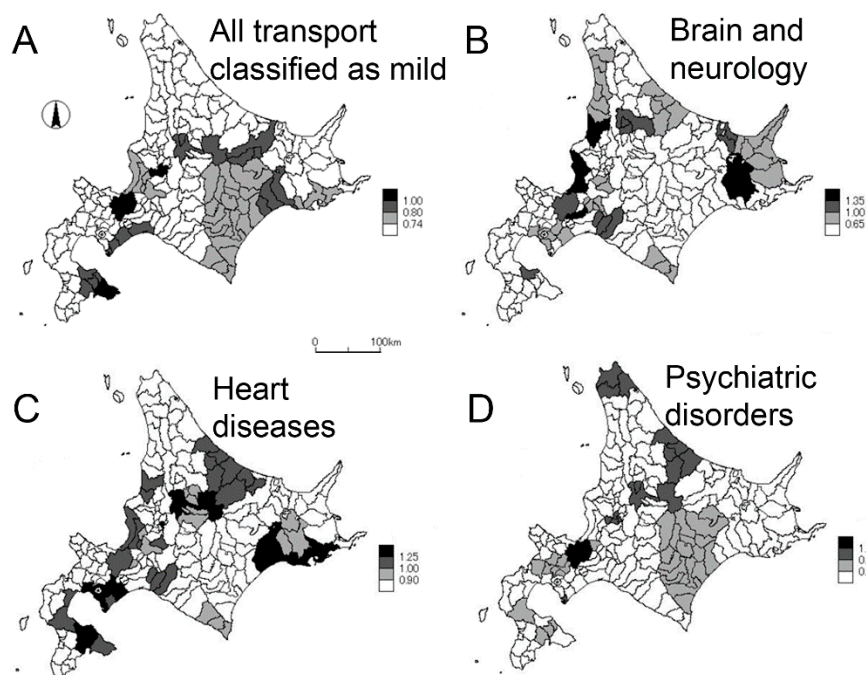 A
All transport
classified as mild
1.00
0.80
0.74
0
100km
B
Brain and
neurology
1.35
1.00
0.65
C
Heart
diseases
1.25
1.00
0.90
D
Psychiatric
disorders